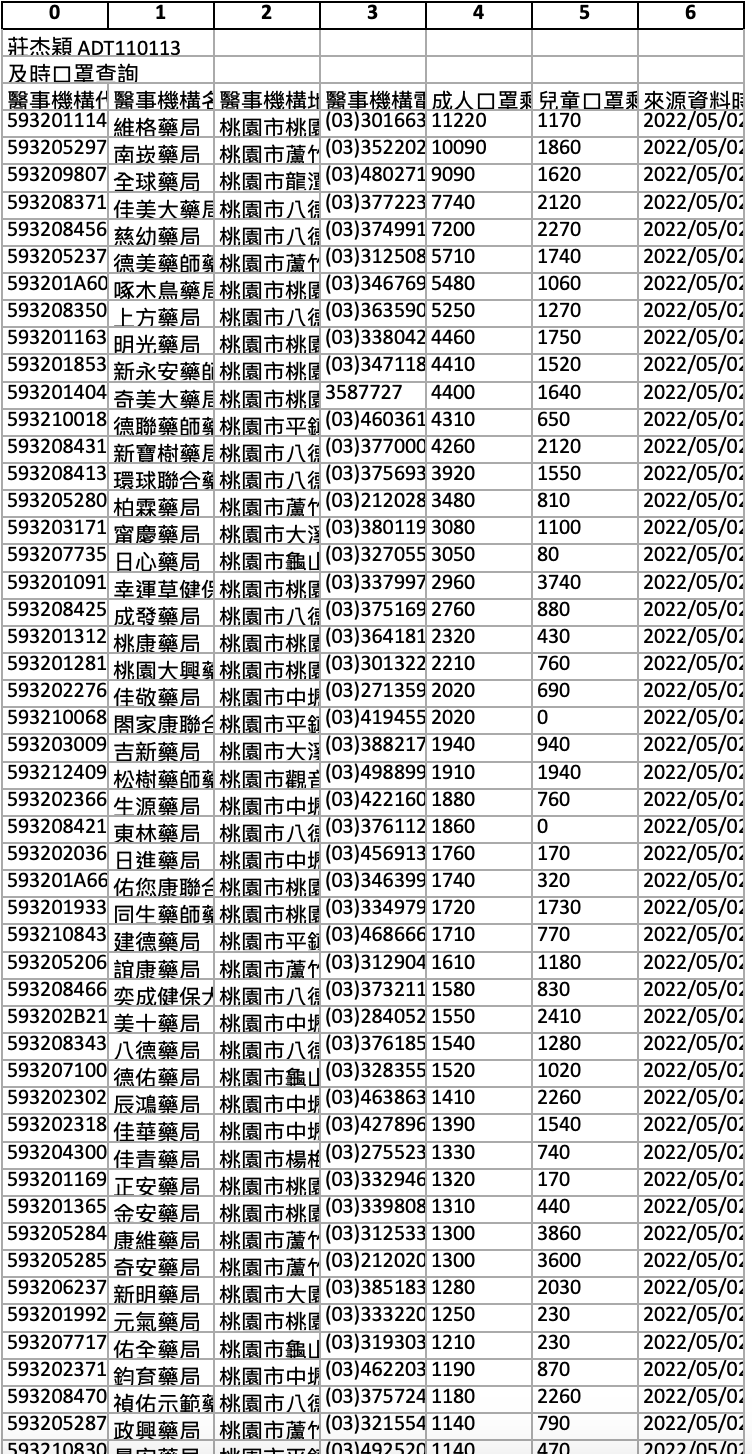 0 1 2 3 4 5 6
莊杰穎 ADT110113
及時口罩查詢
醫事機構 醫事機構 醫事機構 醫事機構 成人口罩 兒童口罩 來源資料
593201114 維格藥局 桃園市桃園 (03)301663 11220 1170 2022/05/02
593205297 南崁藥局 桃園市蘆竹 (03)352202 10090 1860 2022/05/02
593209807 全球藥局 桃園市龍潭 (03)480271 9090 1620 2022/05/02
593208371 佳美大藥局 桃園市八德 (03)377223 7740 2120 2022/05/02
593208456 慈幼藥局 桃園市八德 (03)374991 7200 2270 2022/05/02
593205237 德美藥師藥 桃園市蘆竹 (03)312508 5710 1740 2022/05/02
593201A60 啄木鳥藥局 桃園市桃園 (03)346769 5480 1060 2022/05/02
593208350 上方藥局 桃園市八德 (03)363590 5250 1270 2022/05/02
593201163 明光藥局 桃園市桃園 (03)338042 4460 1750 2022/05/02
593201853 新永安藥師 桃園市桃園 (03)347118 4410 1520 2022/05/02
593201404 奇美大藥局 桃園市桃園 3587727 4400 1640 2022/05/02
593210018 德聯藥師藥 桃園市平鎮 (03)460361 4310 650 2022/05/02
593208431 新寶樹藥局 桃園市八德 (03)377000 4260 2120 2022/05/02
593208413 環球聯合藥 桃園市八德 (03)375693 3920 1550 2022/05/02
593205280 柏霖藥局 桃園市蘆竹 (03)212028 3480 810 2022/05/02
593203171 甯慶藥局 桃園市大溪 (03)380119 3080 1100 2022/05/02
593207735 日心藥局 桃園市龜山 (03)327055 3050 80 2022/05/02
593201091 幸運草健保 桃園市桃園 (03)337997 2960 3740 2022/05/02
593208425 成發藥局 桃園市八德 (03)375169 2760 880 2022/05/02
593201312 桃康藥局 桃園市桃園 (03)364181 2320 430 2022/05/02
593201281 桃園大興藥 桃園市桃園 (03)301322 2210 760 2022/05/02
593202276 佳敬藥局 桃園市中壢 (03)271359 2020 690 2022/05/02
593210068 閤家康聯合 桃園市平鎮 (03)419455 2020 0 2022/05/02
593203009 吉新藥局 桃園市大溪 (03)388217 1940 940 2022/05/02
593212409 松樹藥師藥 桃園市觀音 (03)498899 1910 1940 2022/05/02
593202366 生源藥局 桃園市中壢 (03)422160 1880 760 2022/05/02
593208421 東林藥局 桃園市八德 (03)376112 1860 0 2022/05/02
593202036 日進藥局 桃園市中壢 (03)456913 1760 170 2022/05/02
593201A66 佑您康聯合 桃園市桃園 (03)346399 1740 320 2022/05/02
593201933 同生藥師藥 桃園市桃園 (03)334979 1720 1730 2022/05/02
593210843 建德藥局 桃園市平鎮 (03)468666 1710 770 2022/05/02
593205206 誼康藥局 桃園市蘆竹 (03)312904 1610 1180 2022/05/02
593208466 奕成健保大 桃園市八德 (03)373211 1580 830 2022/05/02
593202B21 美十藥局 桃園市中壢 (03)284052 1550 2410 2022/05/02
593208343 八德藥局 桃園市八德 (03)376185 1540 1280 2022/05/02
593207100 德佑藥局 桃園市龜山 (03)328355 1520 1020 2022/05/02
593202302 辰鴻藥局 桃園市中壢 (03)463863 1410 2260 2022/05/02
593202318 佳華藥局 桃園市中壢 (03)427896 1390 1540 2022/05/02
593204300 佳青藥局 桃園市楊梅 (03)275523 1330 740 2022/05/02
593201169 正安藥局 桃園市桃園 (03)332946 1320 170 2022/05/02
593201365 金安藥局 桃園市桃園 (03)339808 1310 440 2022/05/02
593205284 康維藥局 桃園市蘆竹 (03)312533 1300 3860 2022/05/02
593205285 奇安藥局 桃園市蘆竹 (03)212020 1300 3600 2022/05/02
593206237 新明藥局 桃園市大園 (03)385183 1280 2030 2022/05/02
593201992 元氣藥局 桃園市桃園 (03)333220 1250 230 2022/05/02
593207717 佑全藥局 桃園市龜山 (03)319303 1210 230 2022/05/02
593202371 鈞育藥局 桃園市中壢 (03)462203 1190 870 2022/05/02
593208470 禎佑示範藥 桃園市八德 (03)375724 1180 2260 2022/05/02
593205287 政興藥局 桃園市蘆竹 (03)321554 1140 790 2022/05/02
593210830 桃園市平鎮 (03)492520 1140 470 2022/05/02